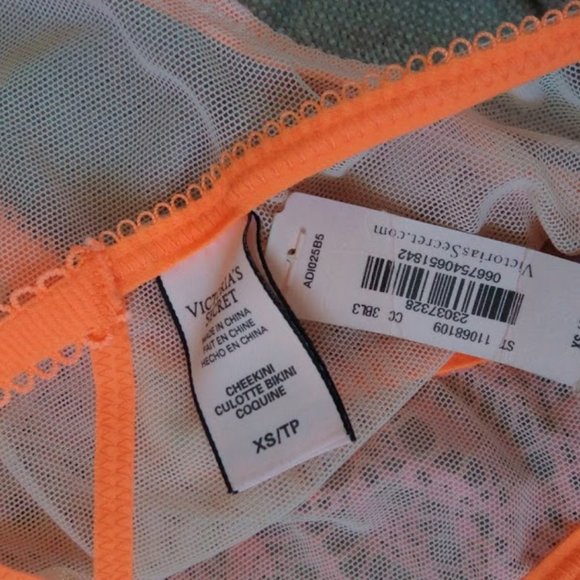 VICTORIA'S
SECRET
MADE IN CHINA
FAIT EN CHINE
HECHO EN CHINA
CHEEKINI
CULOTTE BIKINI
COQUINE
XS/TP
ADI025B5
VictoriasSecret.com
0667540651842
23037328 CC 3BL3
ST 11068109